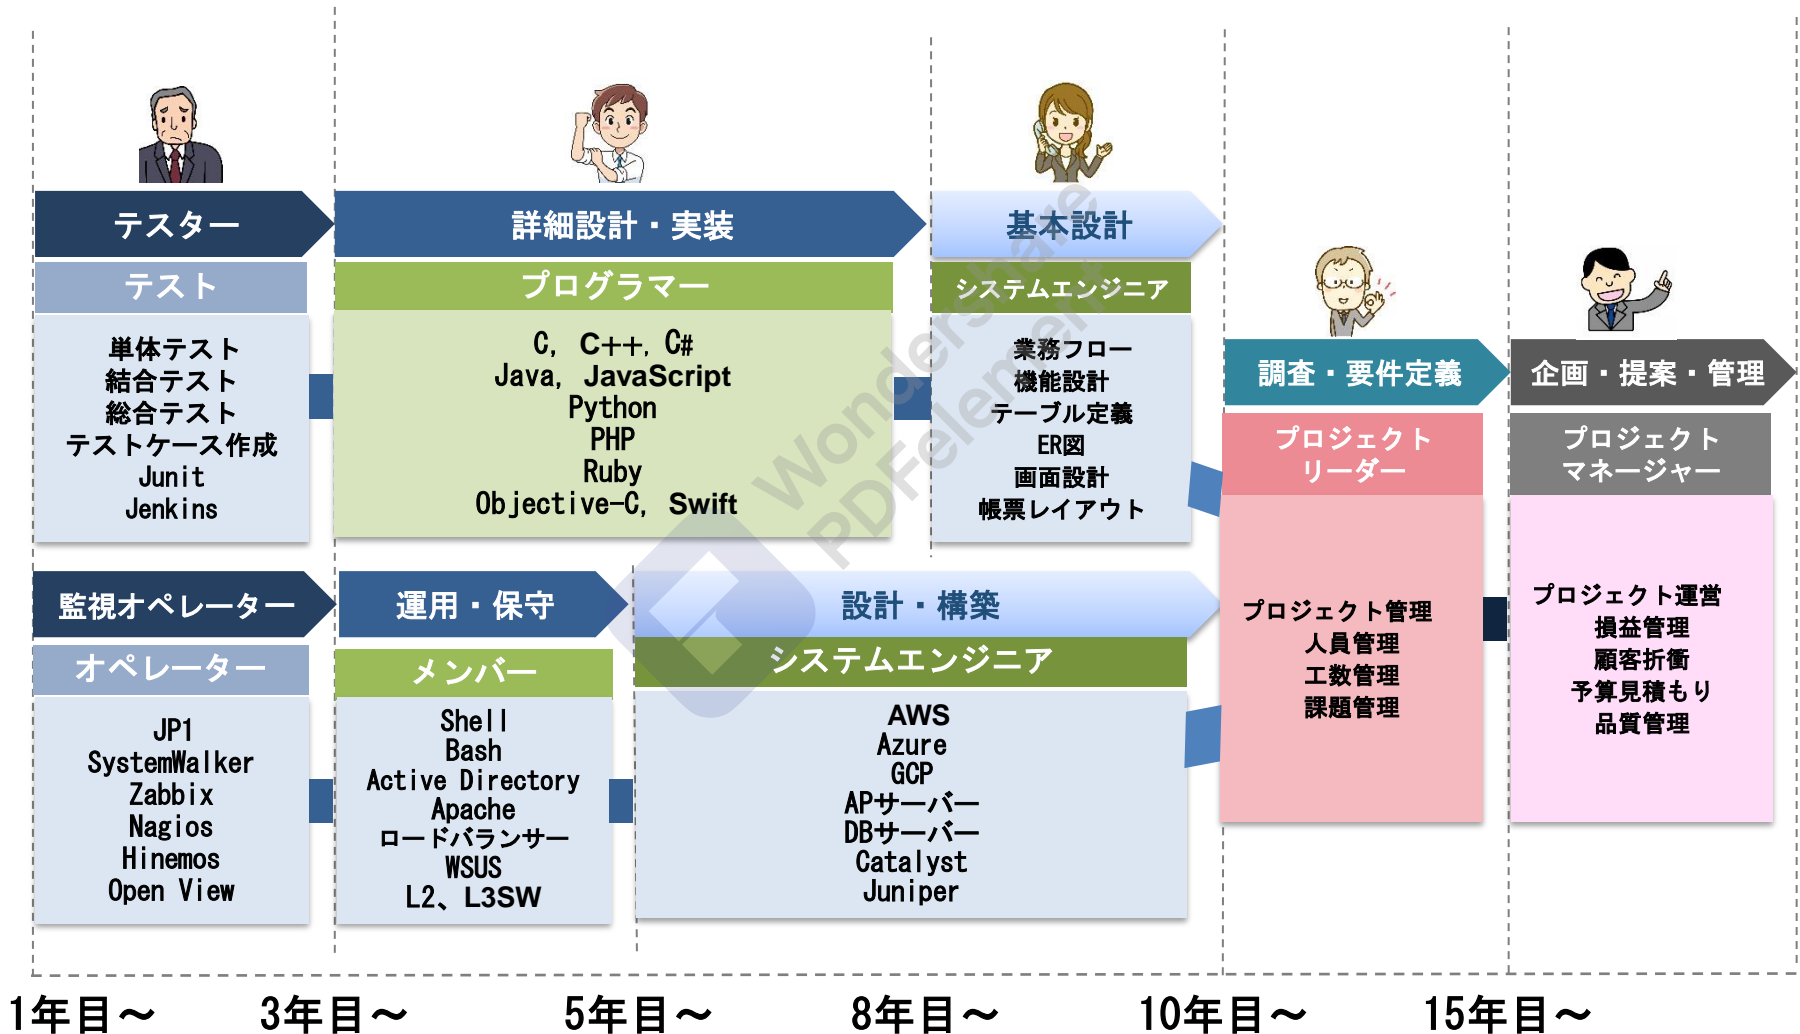 テスター
テスト
単体テスト
結合テスト
総合テスト
テストケース作成
Junit
Jenkins
詳細設計・実装
プログラマー
C, C++, C#
Java, JavaScript
Python
PHP
Ruby
Objective-C, Swift
基本設計
システムエンジニア
業務フロー
機能設計
テーブル定義
ER図
画面設計
帳票レイアウト
監視オペレーター
オペレーター
JP1
SystemWalker
Zabbix
Nagios
Hinemos
Open View
運用・保守
メンバー
Shell
Bash
Active Directory
Apache
ロードバランサー
WSUS
L2、L3SW
設計・構築
システムエンジニア
AWS
Azure
GCP
APサーバー
DBサーバー
Catalyst
Juniper
調査・要件定義
プロジェクト
リーダー
プロジェクト管理
人員管理
工数管理
課題管理
企画・提案・管理
プロジェクト
マネージャー
プロジェクト運営
損益管理
顧客折衝
予算見積もり
品質管理
1年目～
3年目～
5年目～
8年目～
10年目～
15年目～
Wondershare
PDFelement